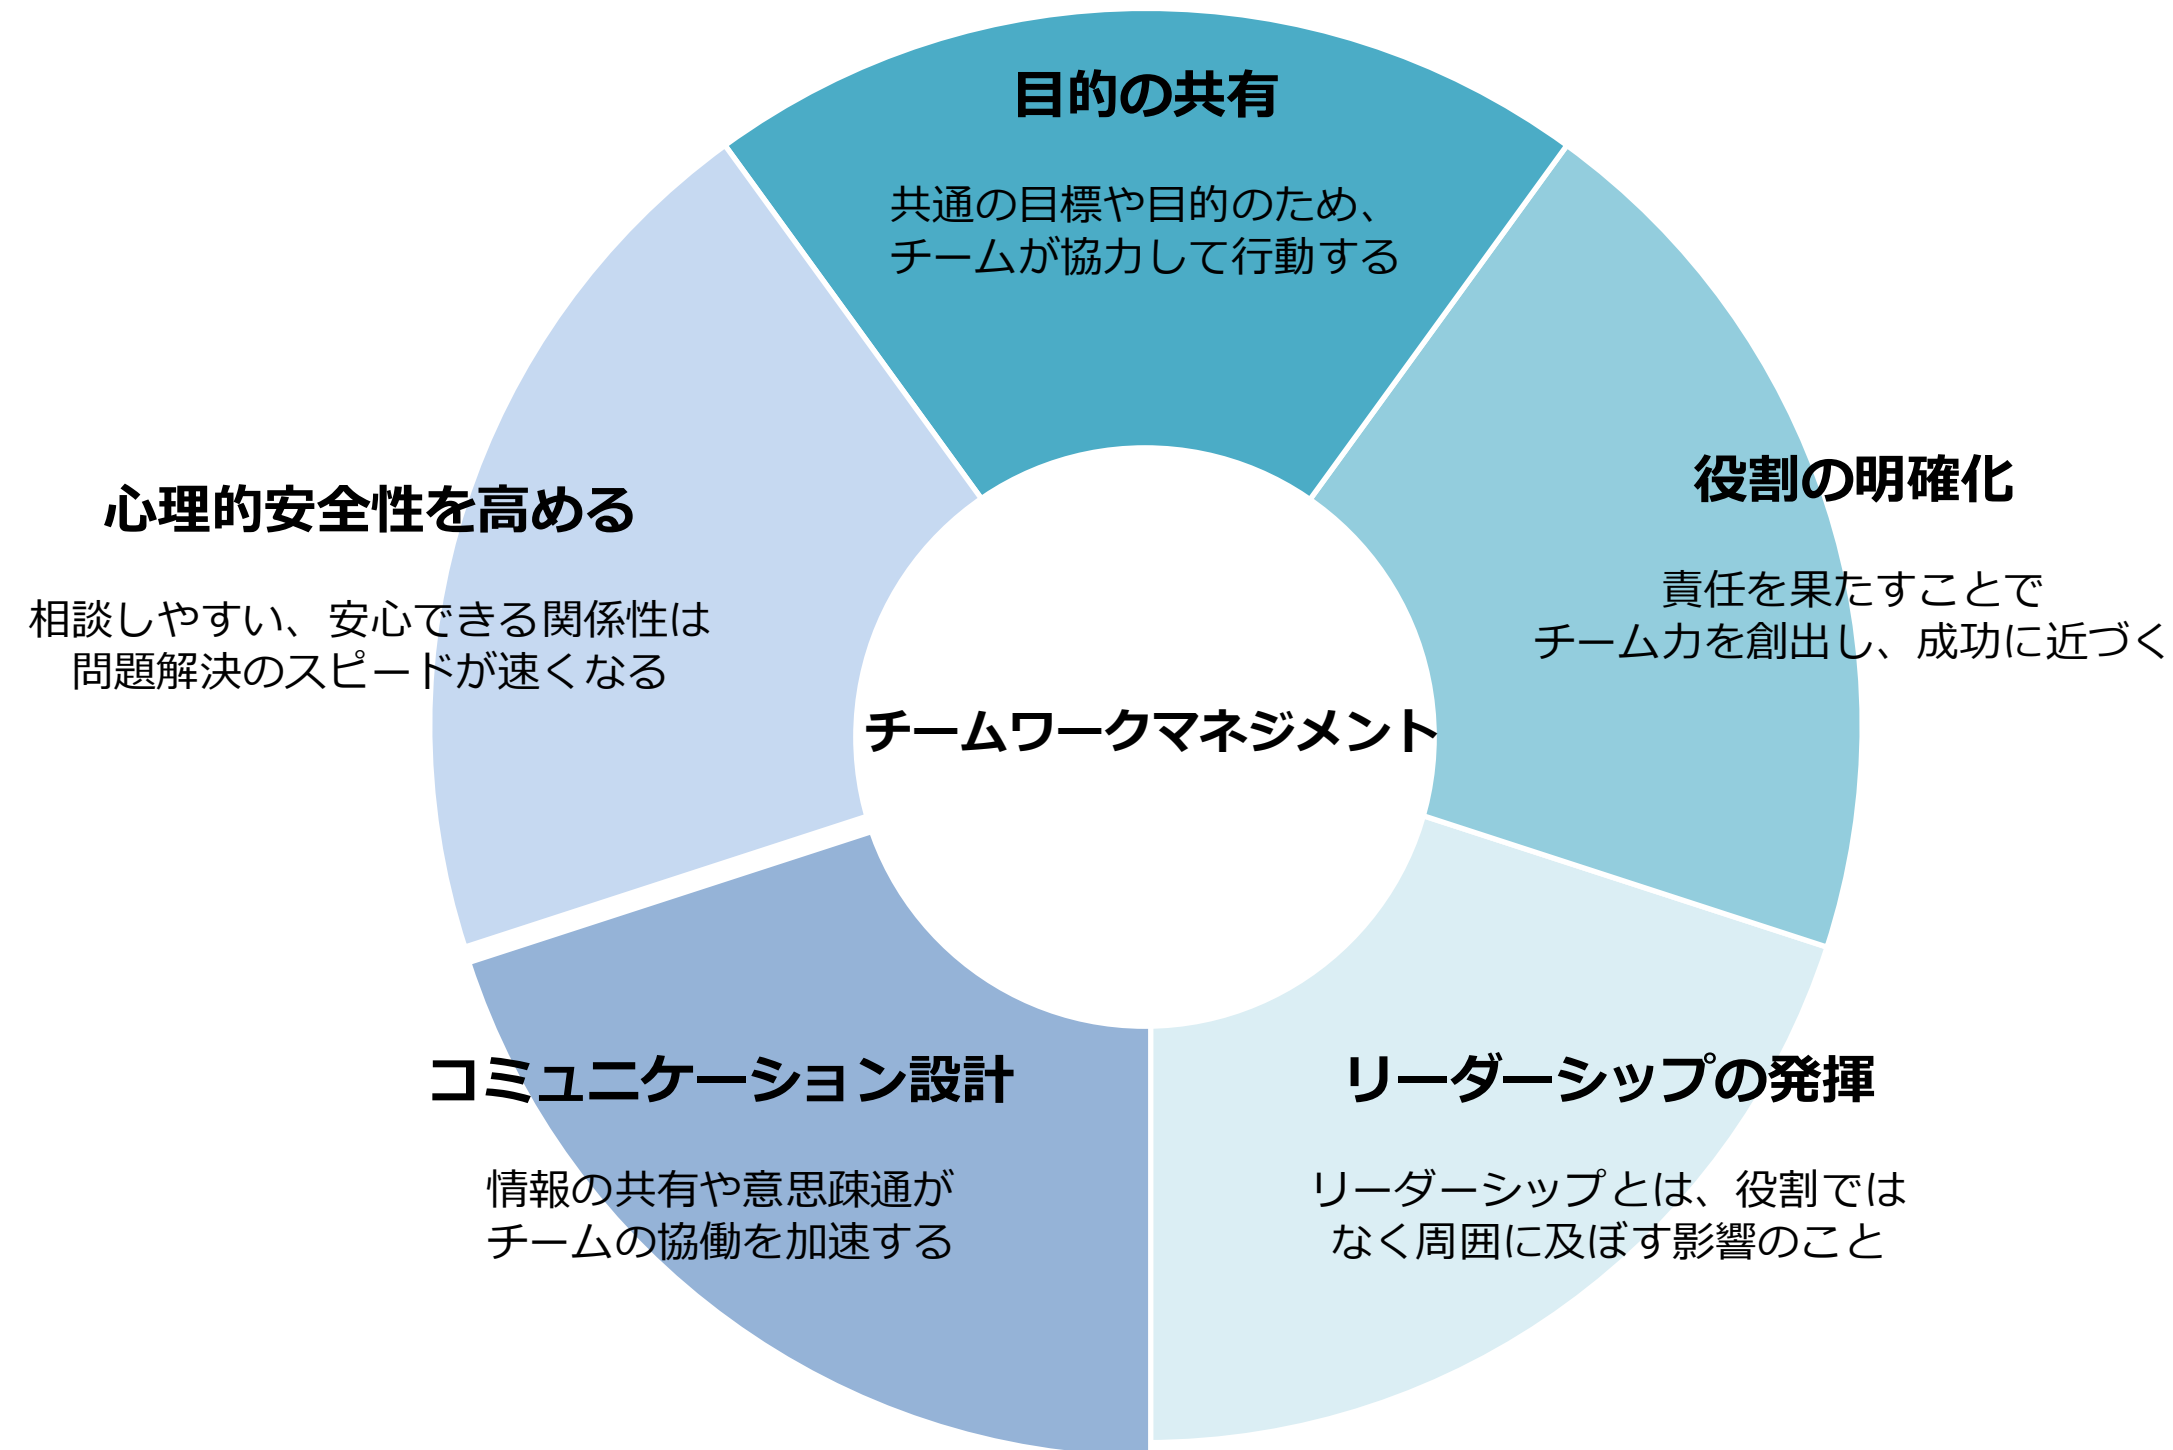 目的の共有
共通の目標や目的のため、
チームが協力して行動する
役割の明確化
責任を果たすことで
チーム力を創出し、成功に近づく
心理的安全性を高める
相談しやすい、安心できる関係性は
問題解決のスピードが速くなる
チームワークマネジメント
コミュニケーション設計
情報の共有や意思疎通が
チームの協働を加速する
リーダーシップの発揮
リーダーシップとは、役割では
なく周囲に及ぼす影響のこと